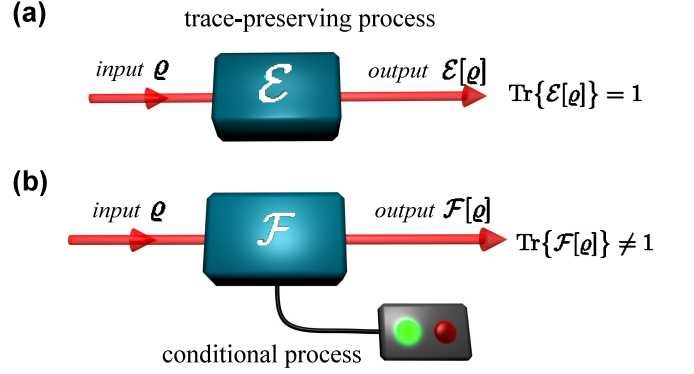 (a)
trace-preserving process
input ϱ
ℰ
output ℰ[ϱ]
Tr{ℰ[ϱ]} = 1
(b)
input ϱ
ℱ
output ℱ[ϱ]
Tr{ℱ[ϱ]} ≠ 1
conditional process